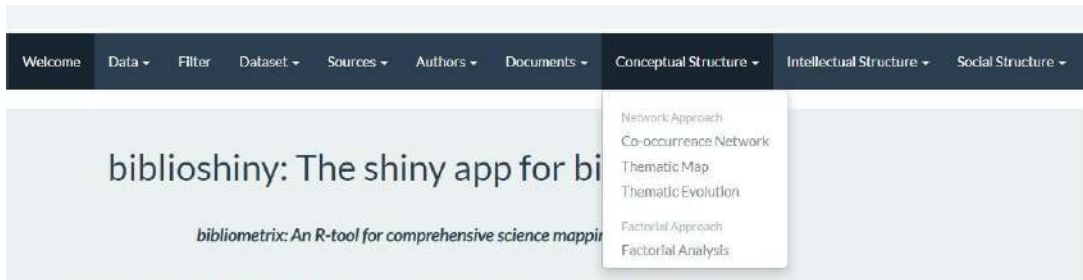 Welcome Data Filter Dataset Sources Authors Documents Conceptual Structure Intellectual Structure Social Structure
Network Approach
Co-occurrence Network
Thematic Map
Thematic Evolution
Factorial Approach
Factorial Analysis
biblioshiny: The shiny app for bi
bibliometrix: An R-tool for comprehensive science mappin